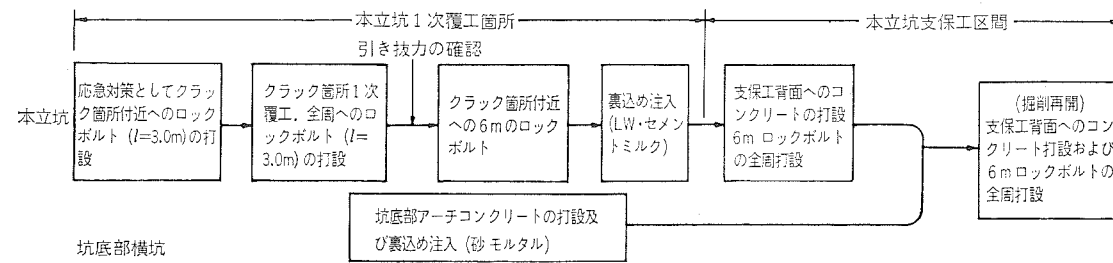 本立坑1次覆工箇所
本立坑支保工区間
引き抜力の確認
本立坑
応急対策としてクラッ
ク箇所付近へのロック
ボルト (l=3.0m)の打
設
クラック箇所1次
覆工.全周へのロ
ックボルト (l=
3.0m)の打設
クラック箇所付近
への6mのロック
ボルト
裏込め注入
(LW・セメン
トミルク)
支保工背面へのコ
ンクリートの打設
6m ロックボルト
の全周打設
(掘削再開)
支保工背面へのコン
クリート打設および
6mロックボルトの
全周打設
坑底部アーチコンクリートの打設及
び裏込め注入 (砂モルタル)
坑底部横坑